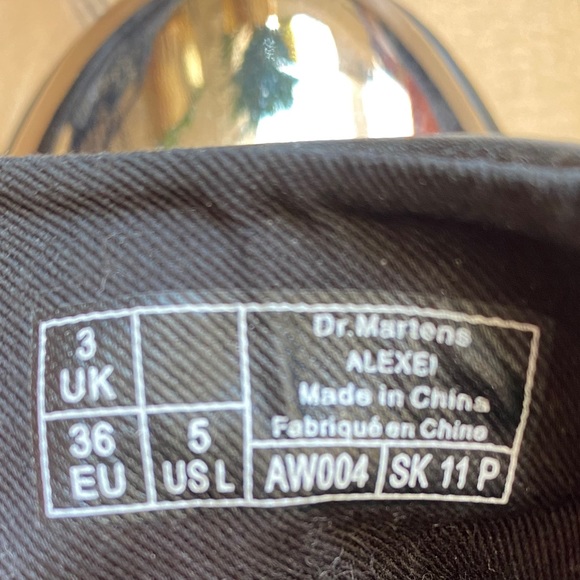 3
UK
36
EU
5
US L
Dr.Martens
ALEXEI
Made in China
Fabriqué en Chine
AW004
SK 11 P